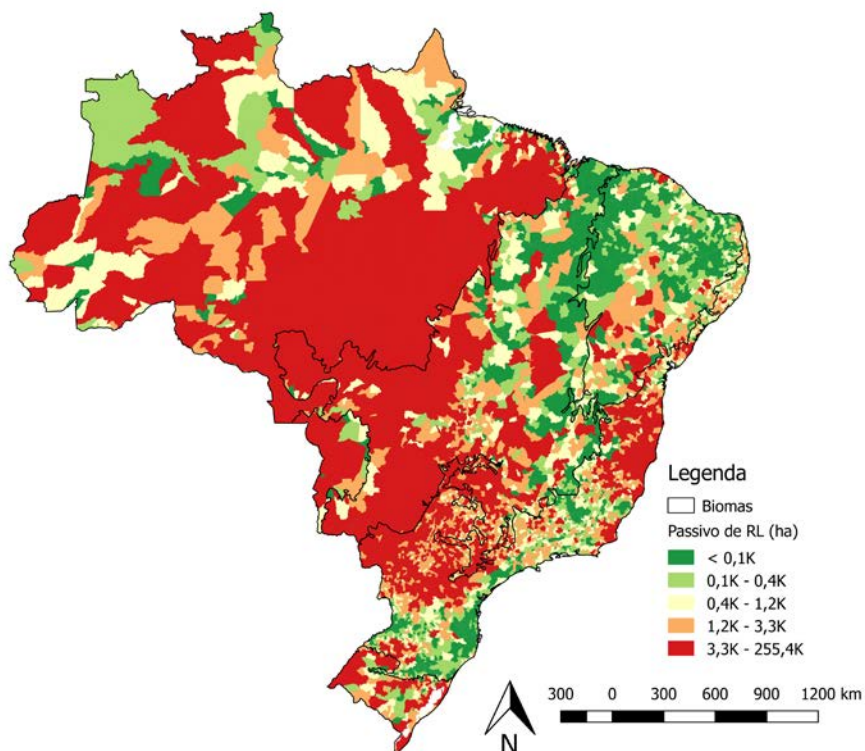 Legenda
Biomas
Passivo de RL (ha)
< 0,1K
0,1K - 0,4K
0,4K - 1,2K
1,2K - 3,3K
3,3K - 255,4K
300 0 300 600 900 1200 km
N